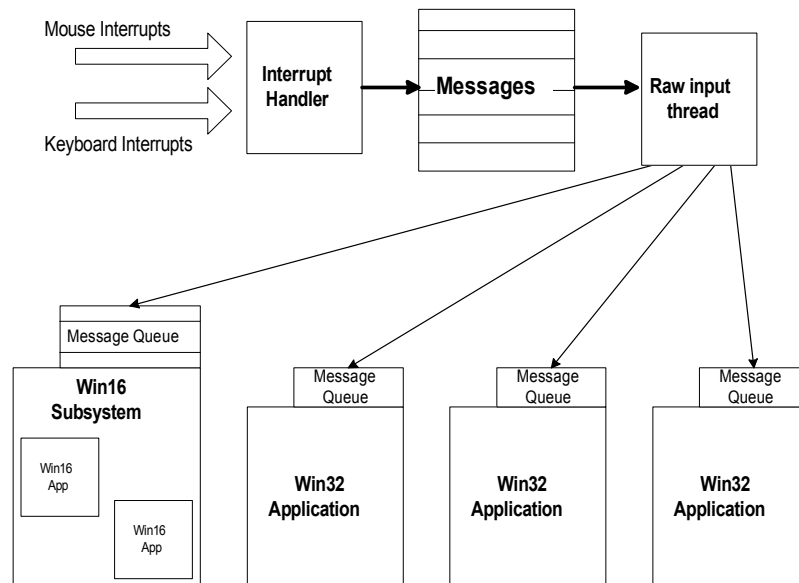 Mouse Interrupts
Keyboard Interrupts
Interrupt
Handler
Messages
Raw input
thread
Message Queue
Win16
Subsystem
Win16
App
Win16
App
Message
Queue
Win32
Application
Message
Queue
Win32
Application
Message
Queue
Win32
Application